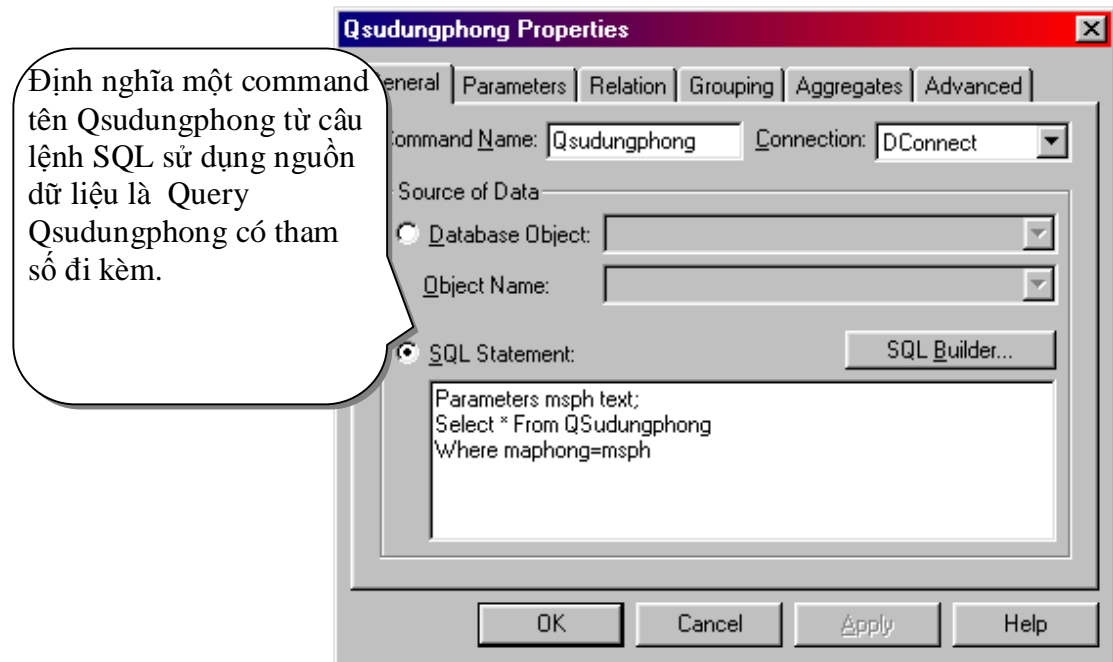 Qsudungphong Properties
Định nghĩa một command
tên Qsudungphong từ câu
lệnh SQL sử dụng nguồn
dữ liệu là Query
Qsudungphong có tham
số đi kèm.
eneral Parameters Relation Grouping Aggregates Advanced
ommand Name: Qsudungphong Connection: DConnect
Source of Data
Database Object:
Object Name:
SQL Statement: SQL Builder...
Parameters msph text;
Select * From QSudungphong
Where maphong=msph
OK Cancel Apply Help